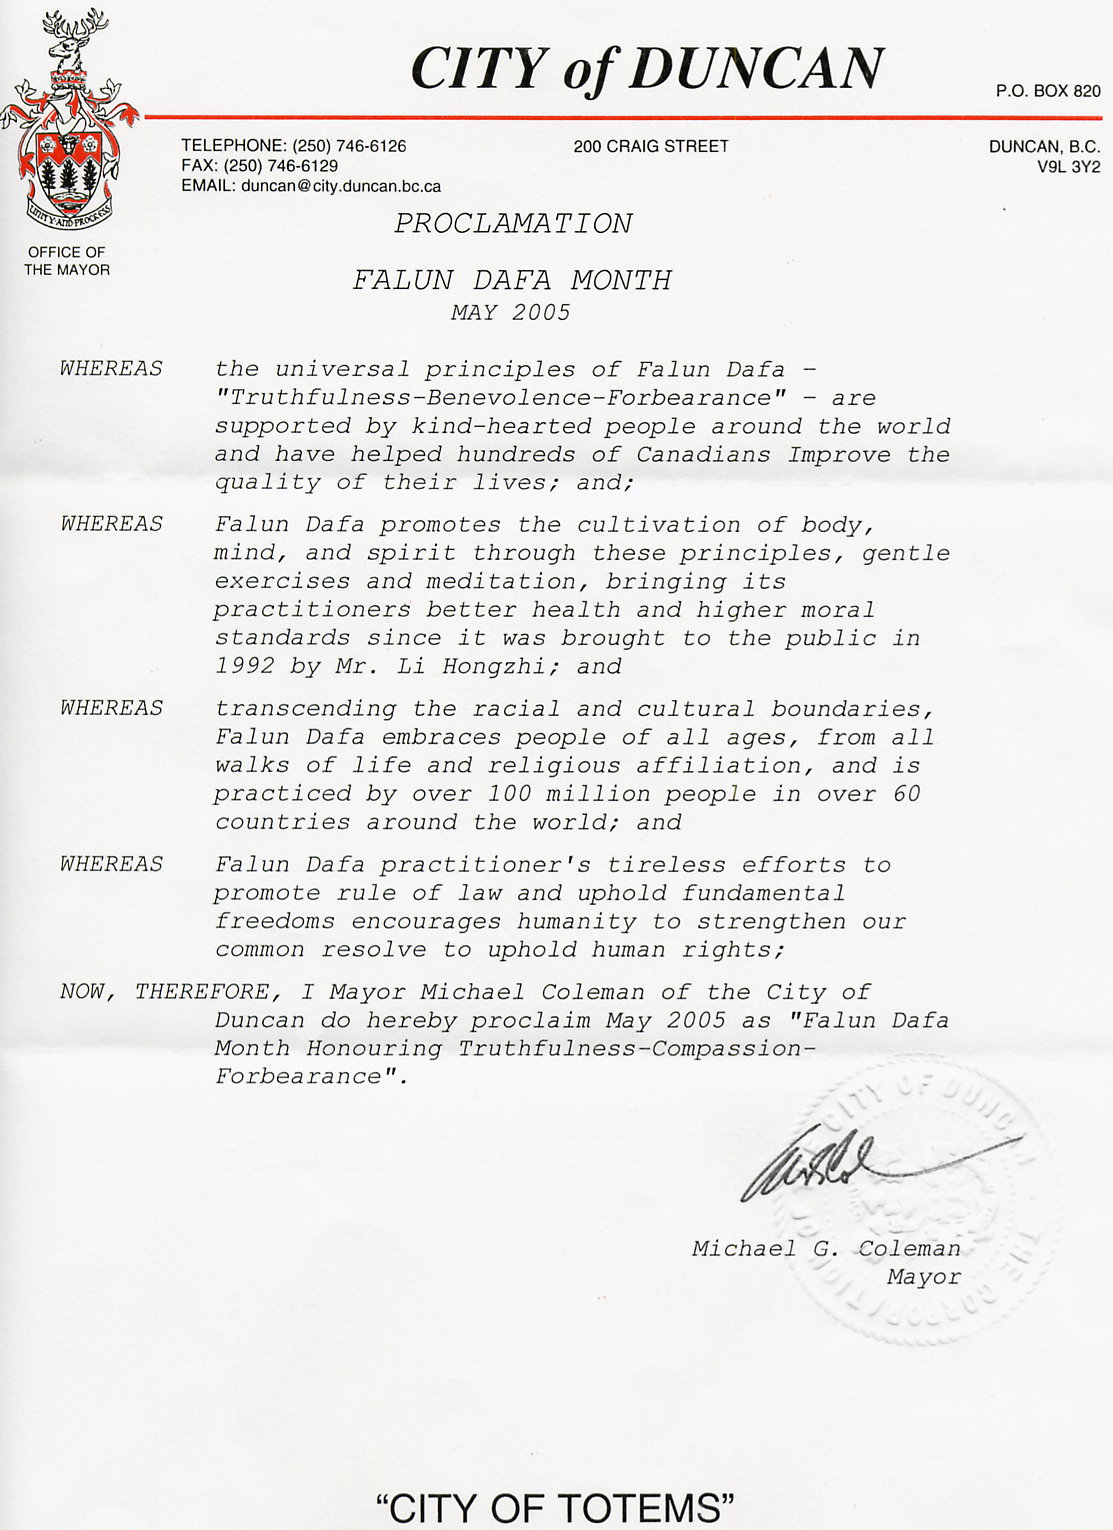 CITY of DUNCAN
P.O. BOX 820
TELEPHONE: (250) 746-6126
FAX: (250) 746-6129
EMAIL: duncan@city.duncan.bc.ca
200 CRAIG STREET
DUNCAN, B.C.
V9L 3Y2
UNITY-AND-PROGRESS
OFFICE OF
THE MAYOR
PROCLAMATION
FALUN DAFA MONTH
MAY 2005
WHEREAS the universal principles of Falun Dafa -
"Truthfulness-Benevolence-Forbearance" - are
supported by kind-hearted people around the world
and have helped hundreds of Canadians Improve the
quality of their lives; and;
WHEREAS Falun Dafa promotes the cultivation of body,
mind, and spirit through these principles, gentle
exercises and meditation, bringing its
practitioners better health and higher moral
standards since it was brought to the public in
1992 by Mr. Li Hongzhi; and
WHEREAS transcending the racial and cultural boundaries,
Falun Dafa embraces people of all ages, from all
walks of life and religious affiliation, and is
practiced by over 100 million people in over 60
countries around the world; and
WHEREAS Falun Dafa practitioner's tireless efforts to
promote rule of law and uphold fundamental
freedoms encourages humanity to strengthen our
common resolve to uphold human rights;
NOW, THEREFORE, I Mayor Michael Coleman of the City of
Duncan do hereby proclaim May 2005 as "Falun Dafa
Month Honouring Truthfulness-Compassion-
Forbearance".
THE CORPORATION OF CITY OF DUNCAN
Michael G. Coleman
Mayor
“CITY OF TOTEMS”